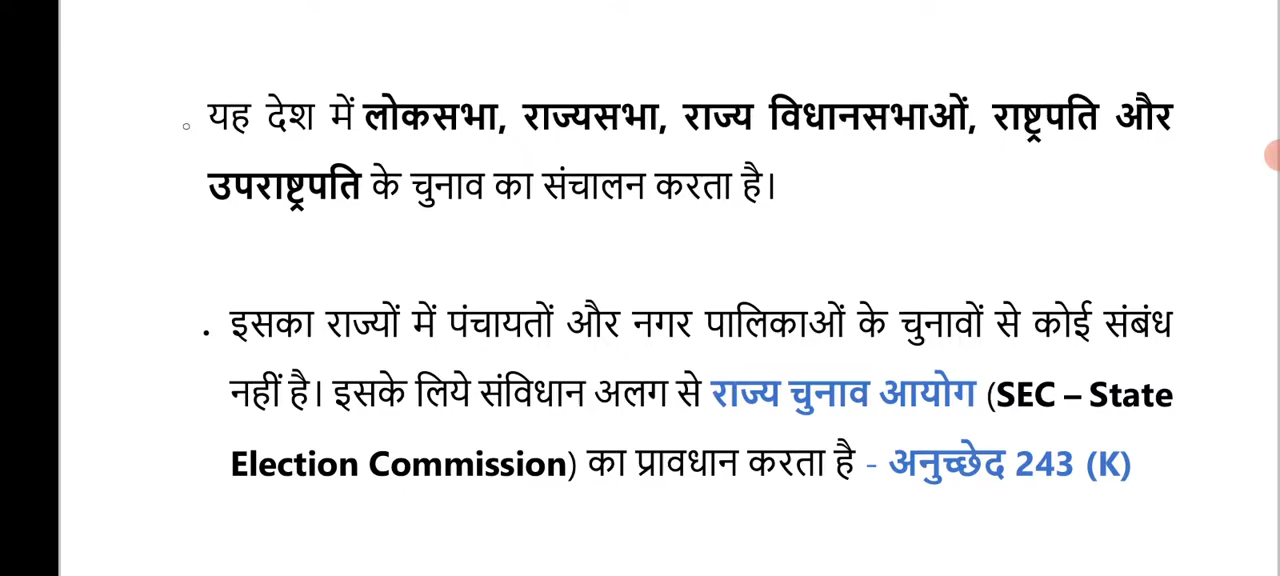 ◦ यह देश में लोकसभा, राज्यसभा, राज्य विधानसभाओं, राष्ट्रपति और
उपराष्ट्रपति के चुनाव का संचालन करता है।
. इसका राज्यों में पंचायतों और नगर पालिकाओं के चुनावों से कोई संबंध
नहीं है। इसके लिये संविधान अलग से राज्य चुनाव आयोग (SEC – State
Election Commission) का प्रावधान करता है - अनुच्छेद 243 (K)